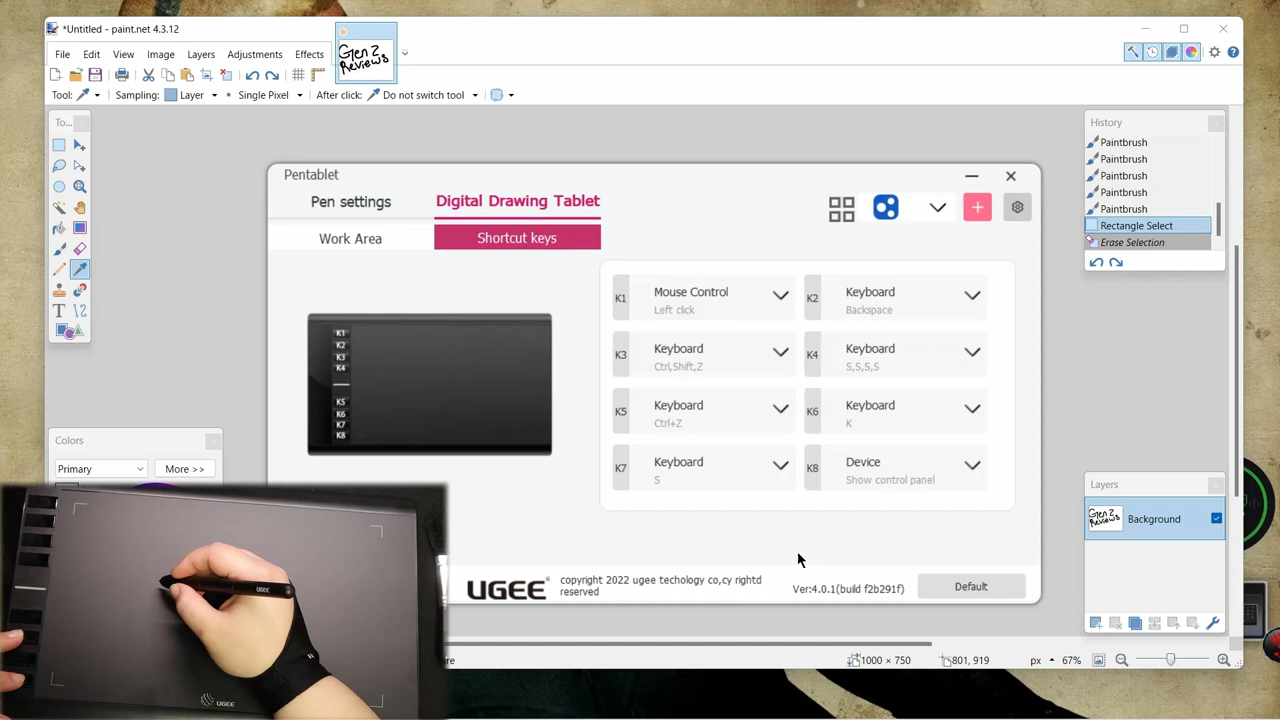 *Untitled - paint.net 4.3.12
File Edit View Image Layers Adjustments Effects
Gen Z
Reviews
Tool: Sampling: Layer Single Pixel After click: Do not switch tool
To...
History
Paintbrush
Paintbrush
Paintbrush
Paintbrush
Paintbrush
Rectangle Select
Erase Selection
Pentablet
Pen settings Digital Drawing Tablet
Work Area Shortcut keys
K1
K2
K3
K4
K5
K6
K7
K8
K1 Mouse Control
Left click
K2 Keyboard
Backspace
K3 Keyboard
Ctrl,Shift,Z
K4 Keyboard
S,S,S,S
K5 Keyboard
Ctrl+Z
K6 Keyboard
K
K7 Keyboard
S
K8 Device
Show control panel
UGEE® copyright 2022 ugee techology co,cy rightd
reserved
Ver:4.0.1(build f2b291f)
Default
Colors
Primary More >>
Layers
Gen Z
Reviews
Background
1000 × 750 801, 919 px 67%
UGEE
UGEE